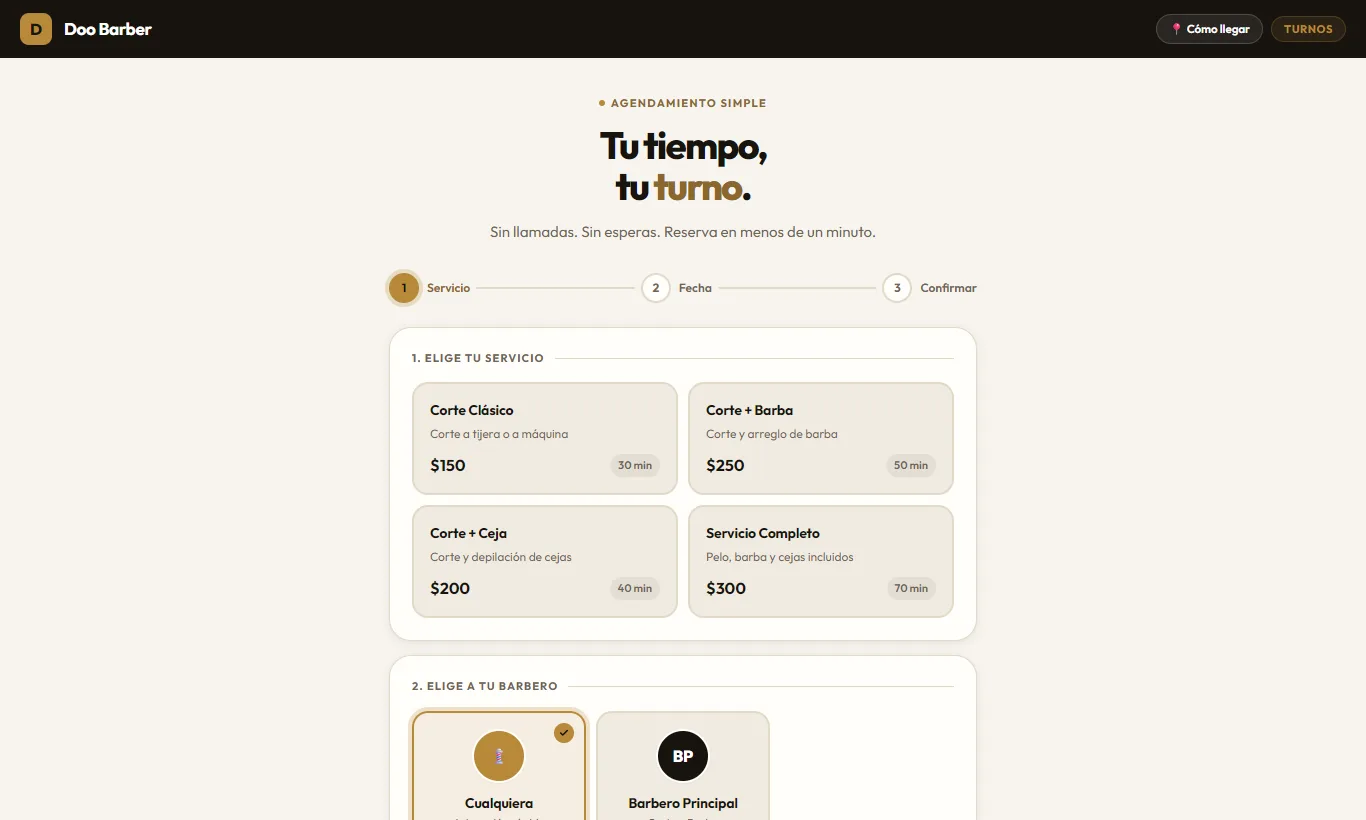 D
Doo Barber
Cómo llegar
TURNOS
AGENDAMIENTO SIMPLE
Tu tiempo,
tu turno.
Sin llamadas. Sin esperas. Reserva en menos de un minuto.
1 Servicio
2 Fecha
3 Confirmar
1. ELIGE TU SERVICIO
Corte Clásico
Corte a tijera o a máquina
$150
30 min
Corte + Barba
Corte y arreglo de barba
$250
50 min
Corte + Ceja
Corte y depilación de cejas
$200
40 min
Servicio Completo
Pelo, barba y cejas incluidos
$300
70 min
2. ELIGE A TU BARBERO
Cualquiera
BP
Barbero Principal